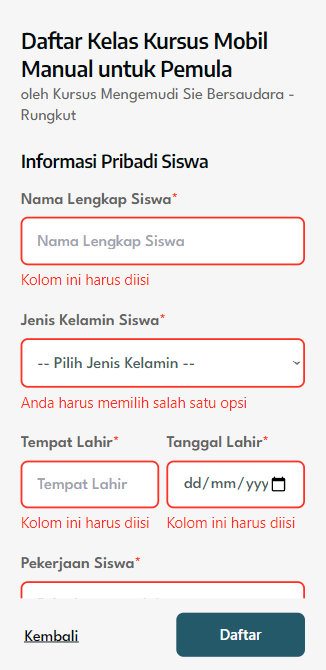 Daftar Kelas Kursus Mobil
Manual untuk Pemula
oleh Kursus Mengemudi Sie Bersaudara -
Rungkut
Informasi Pribadi Siswa
Nama Lengkap Siswa*
Nama Lengkap Siswa
Kolom ini harus diisi
Jenis Kelamin Siswa*
-- Pilih Jenis Kelamin --
Anda harus memilih salah satu opsi
Tempat Lahir* Tanggal Lahir*
Tempat Lahir dd/mm/yyy
Kolom ini harus diisi Kolom ini harus diisi
Pekerjaan Siswa*
Kembali Daftar